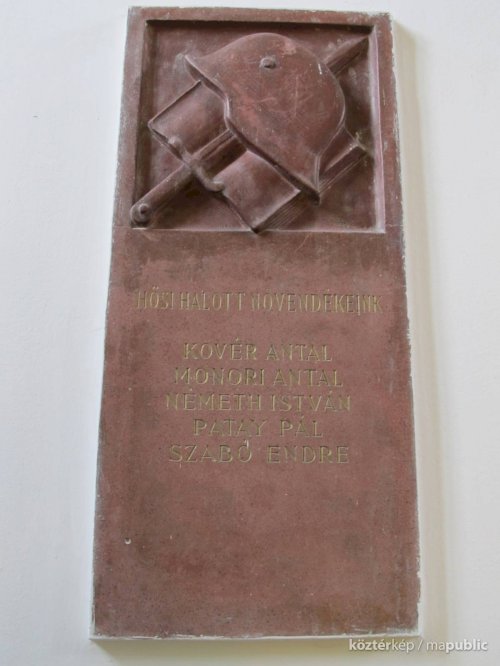 HŐSI HALOTT NÖVENDÉKEINK
KÖVÉR ANTAL
MONORI ANTAL
NÉMETH ISTVÁN
PATAY PÁL
SZABÓ ENDRE
köztérkép / mapublic